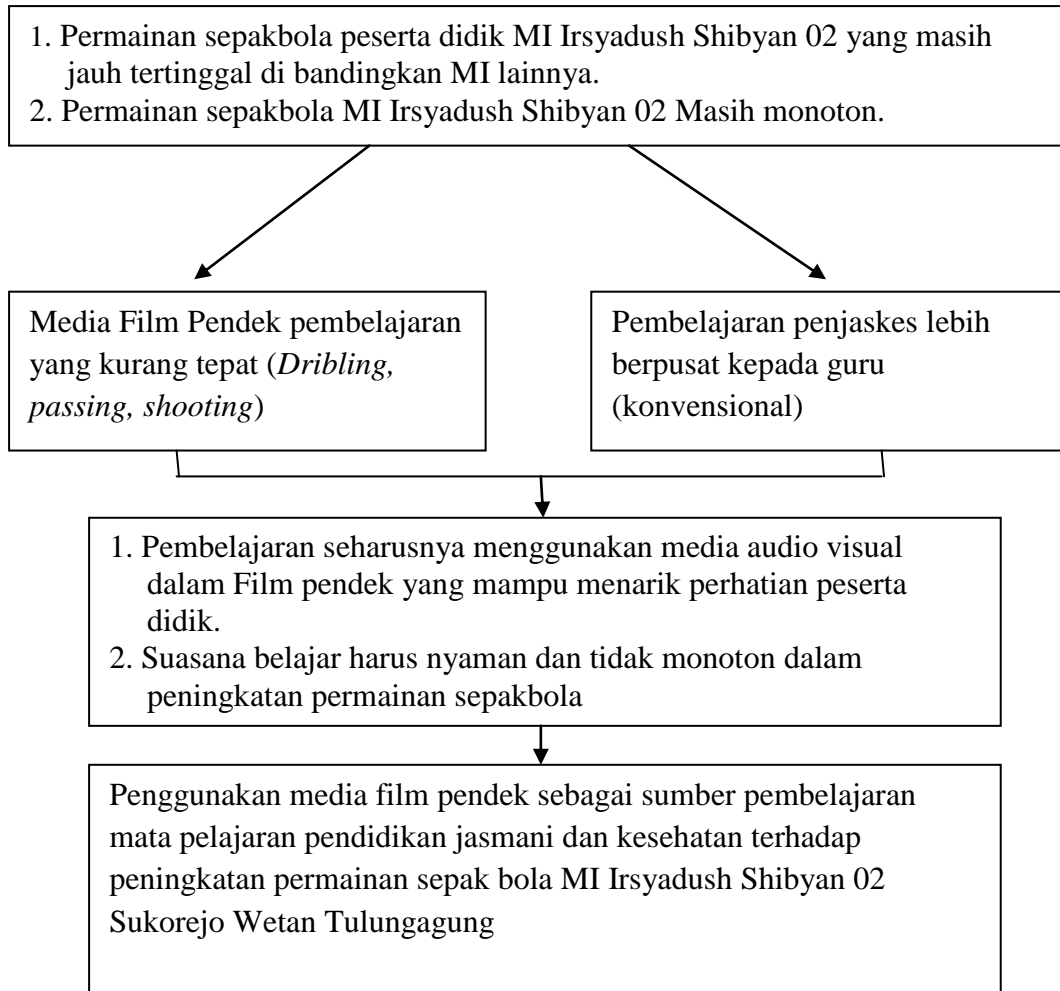 1. Permainan sepakbola peserta didik MI Irsyadush Shibyan 02 yang masih
jauh tertinggal di bandingkan MI lainnya.
2. Permainan sepakbola MI Irsyadush Shibyan 02 Masih monoton.
Media Film Pendek pembelajaran
yang kurang tepat (Dribling,
passing, shooting)
Pembelajaran penjaskes lebih
berpusat kepada guru
(konvensional)
1. Pembelajaran seharusnya menggunakan media audio visual
dalam Film pendek yang mampu menarik perhatian peserta
didik.
2. Suasana belajar harus nyaman dan tidak monoton dalam
peningkatan permainan sepakbola
Penggunakan media film pendek sebagai sumber pembelajaran
mata pelajaran pendidikan jasmani dan kesehatan terhadap
peningkatan permainan sepak bola MI Irsyadush Shibyan 02
Sukorejo Wetan Tulungagung